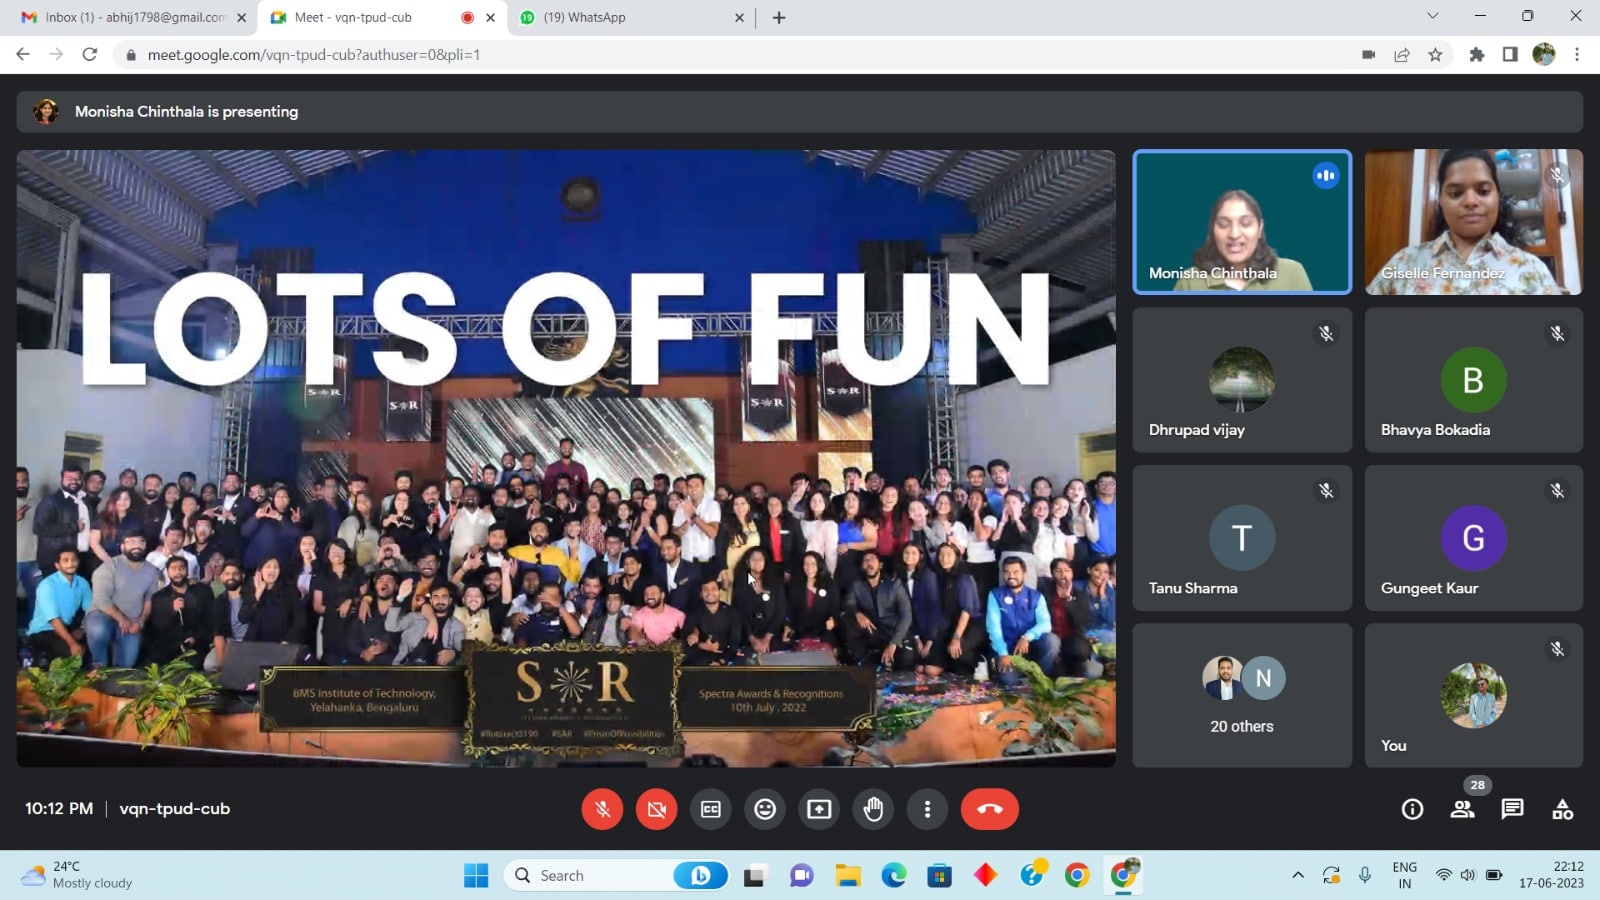 Inbox (1) - abhij1798@gmail.com
Meet - vqn-tpud-cub
(19) WhatsApp
meet.google.com/vqn-tpud-cub?authuser=0&pli=1
Monisha Chinthala is presenting
LOTS OF FUN
S R
S R
S R
S R
BMS Institute of Technology,
Yelahanka, Bengaluru
S R
Spectra Awards & Recognitions
10th July, 2022
#Rotaract3190 #SAR #PrismOfPossibilities
Monisha Chinthala
Giselle Fernandez
Dhrupad vijay
B
Bhavya Bokadia
T
Tanu Sharma
G
Gungeet Kaur
N
20 others
You
10:12 PM | vqn-tpud-cub
CC
28
24°C
Mostly cloudy
Search
ENG
IN
22:12
17-06-2023